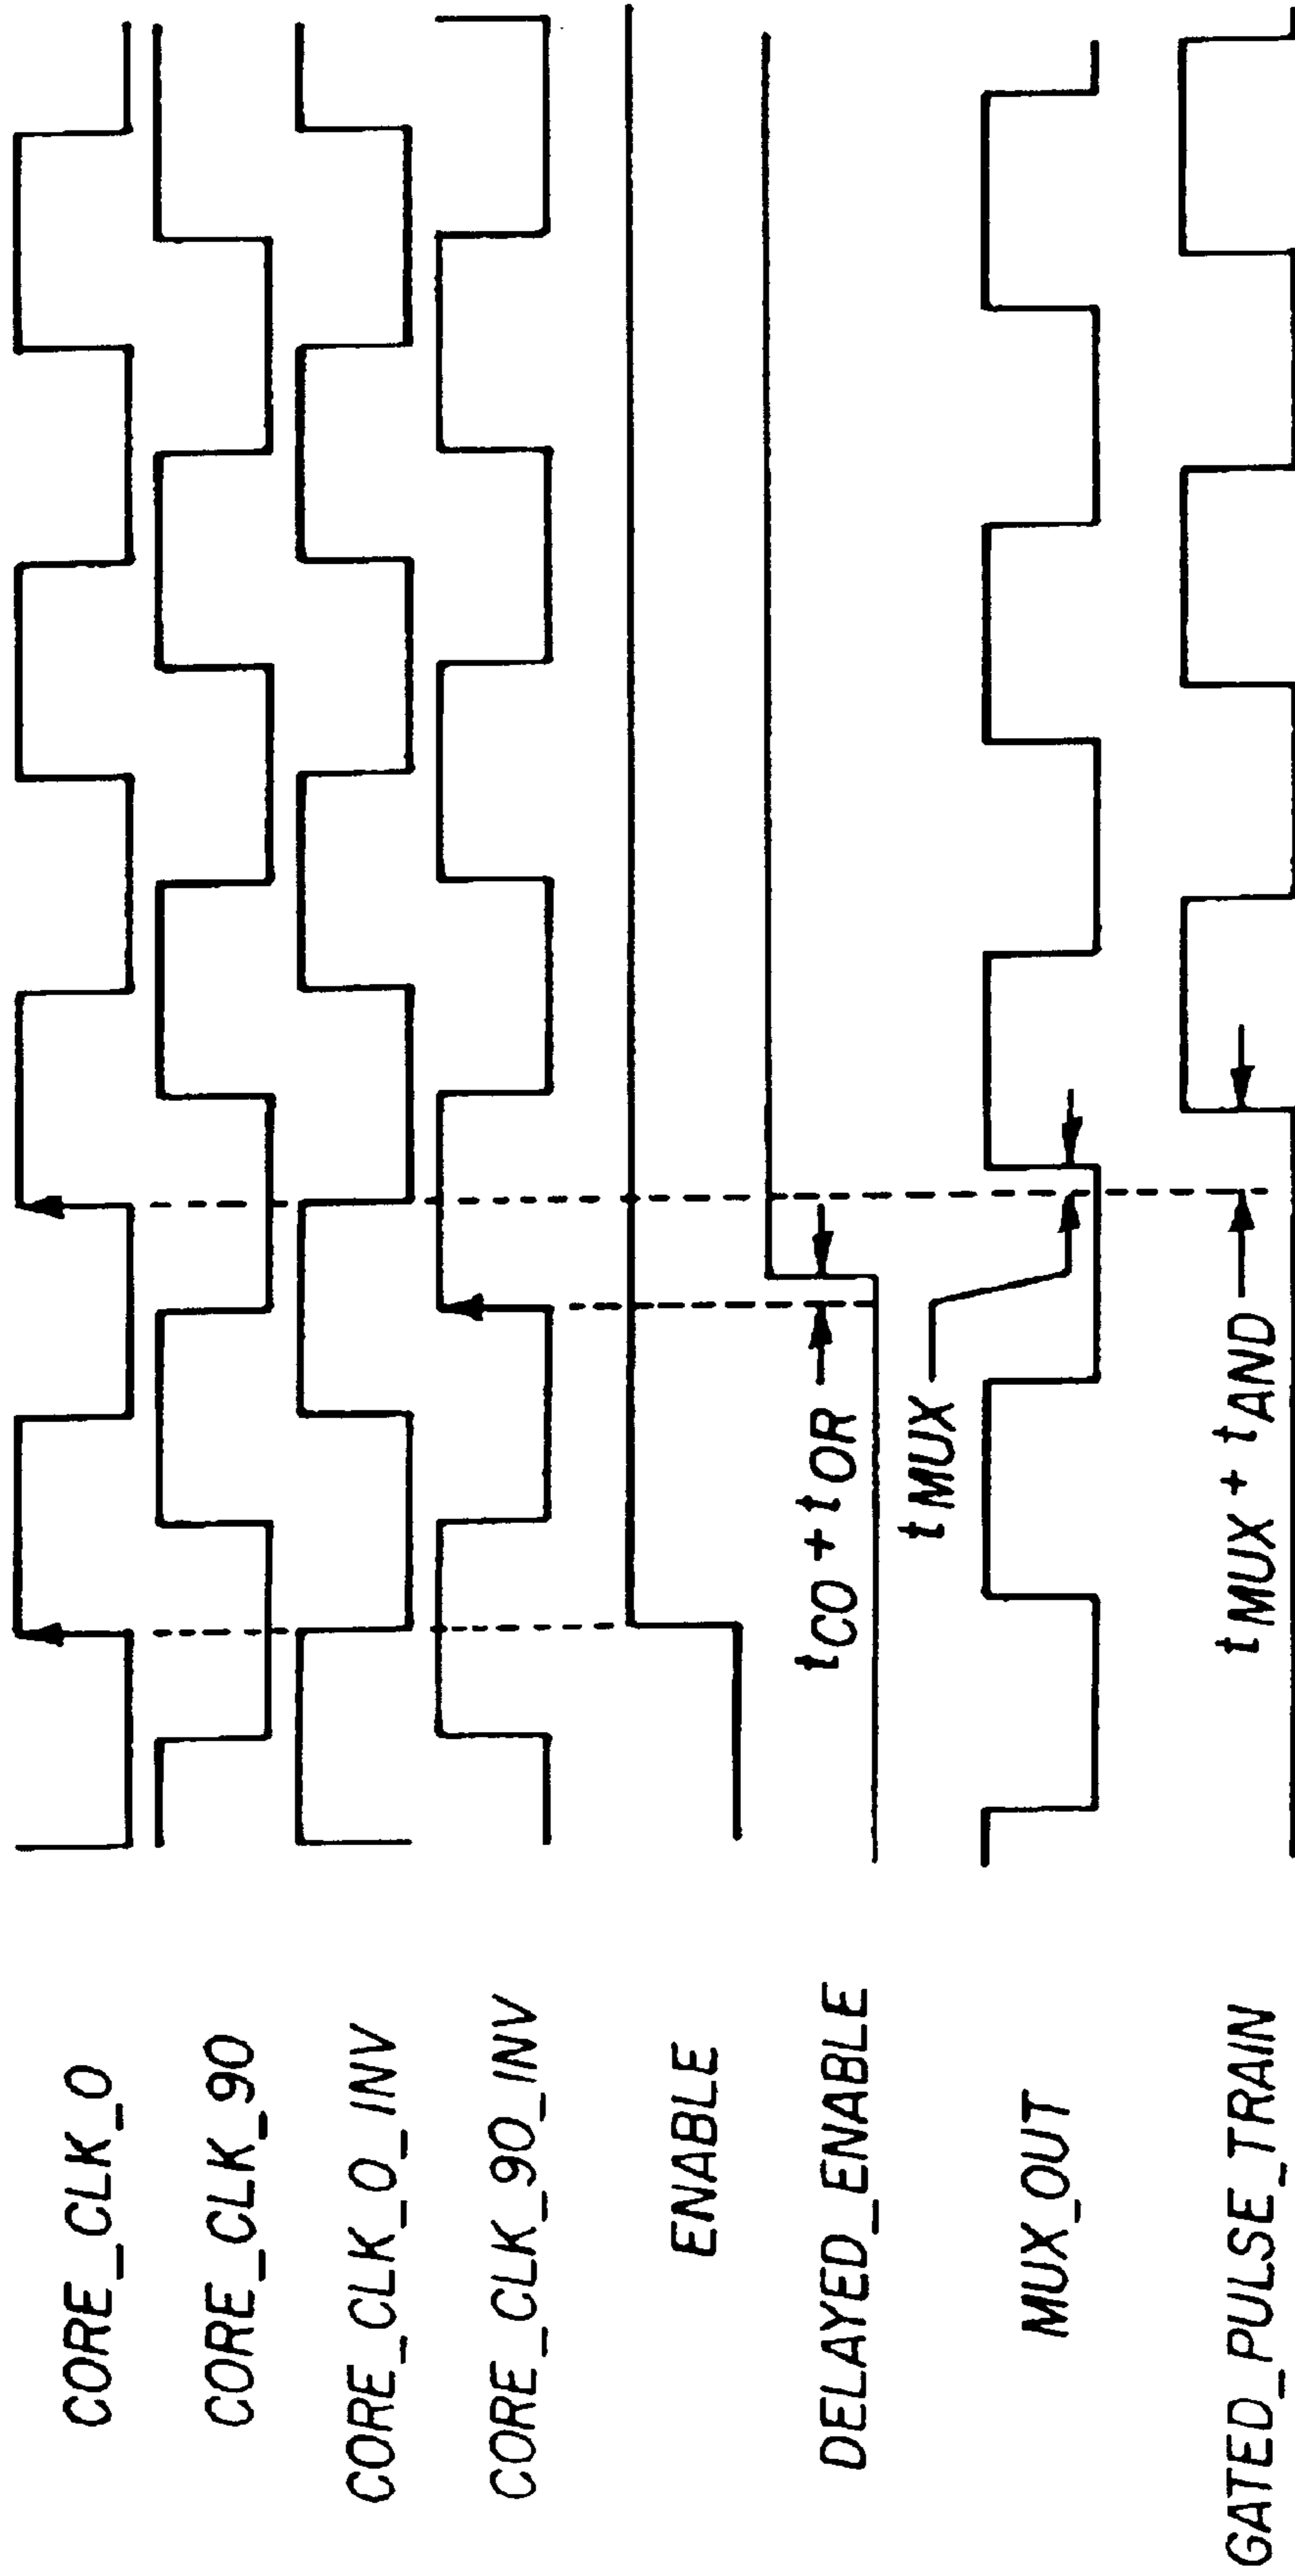 CORE_CLK_0
CORE_CLK_90
CORE_CLK_0_INV
CORE_CLK_90_INV
ENABLE
DELAYED_ENABLE
tCO + tOR
tMUX
MUX_OUT
tMUX + tAND
GATED_PULSE_TRAIN